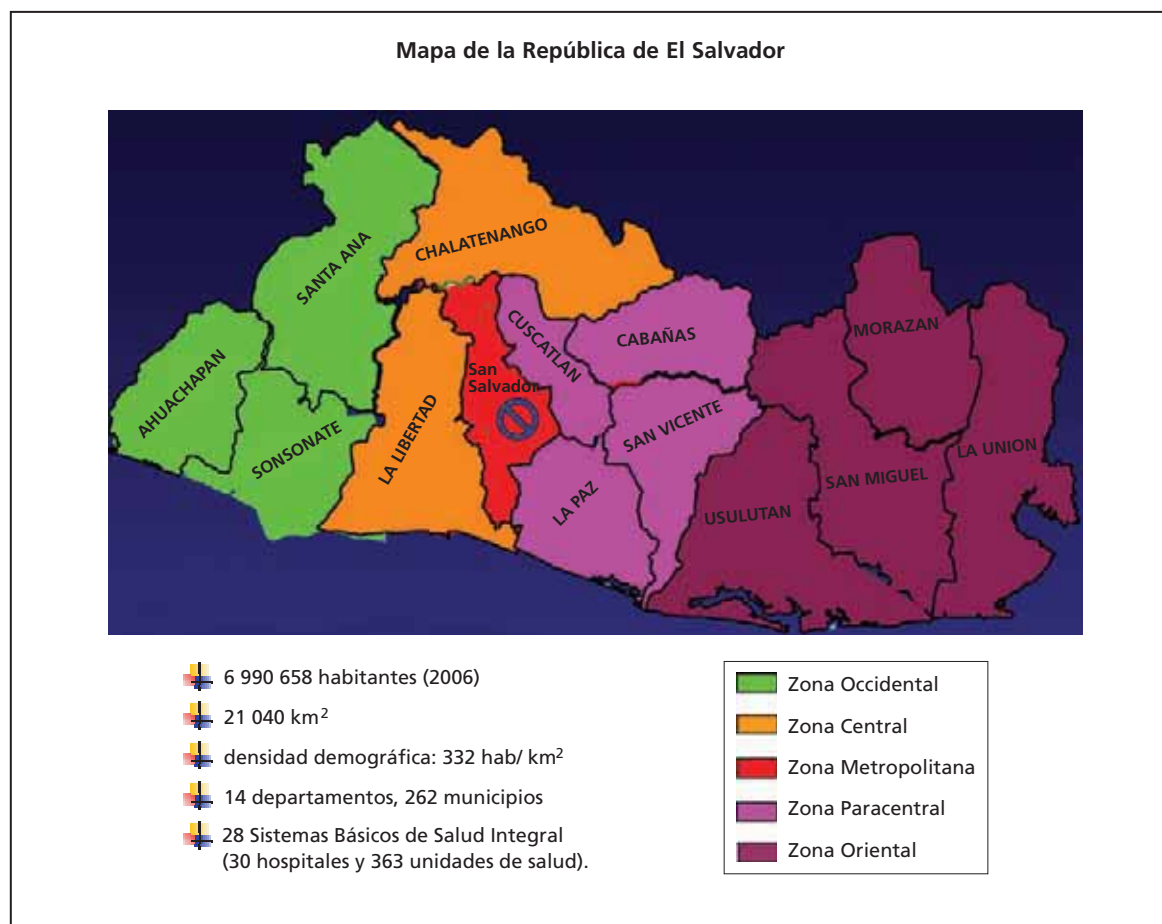 Mapa de la República de El Salvador
CHALATENANGO
SANTA ANA
AHUACHAPAN
SONSONATE
LA LIBERTAD
San
Salvador
CUSCATLAN
CABAÑAS
SAN VICENTE
LA PAZ
USULUTAN
SAN MIGUEL
MORAZAN
LA UNION
6 990 658 habitantes (2006)
21 040 km²
densidad demográfica: 332 hab/ km²
14 departamentos, 262 municipios
28 Sistemas Básicos de Salud Integral
(30 hospitales y 363 unidades de salud).
Zona Occidental
Zona Central
Zona Metropolitana
Zona Paracentral
Zona Oriental